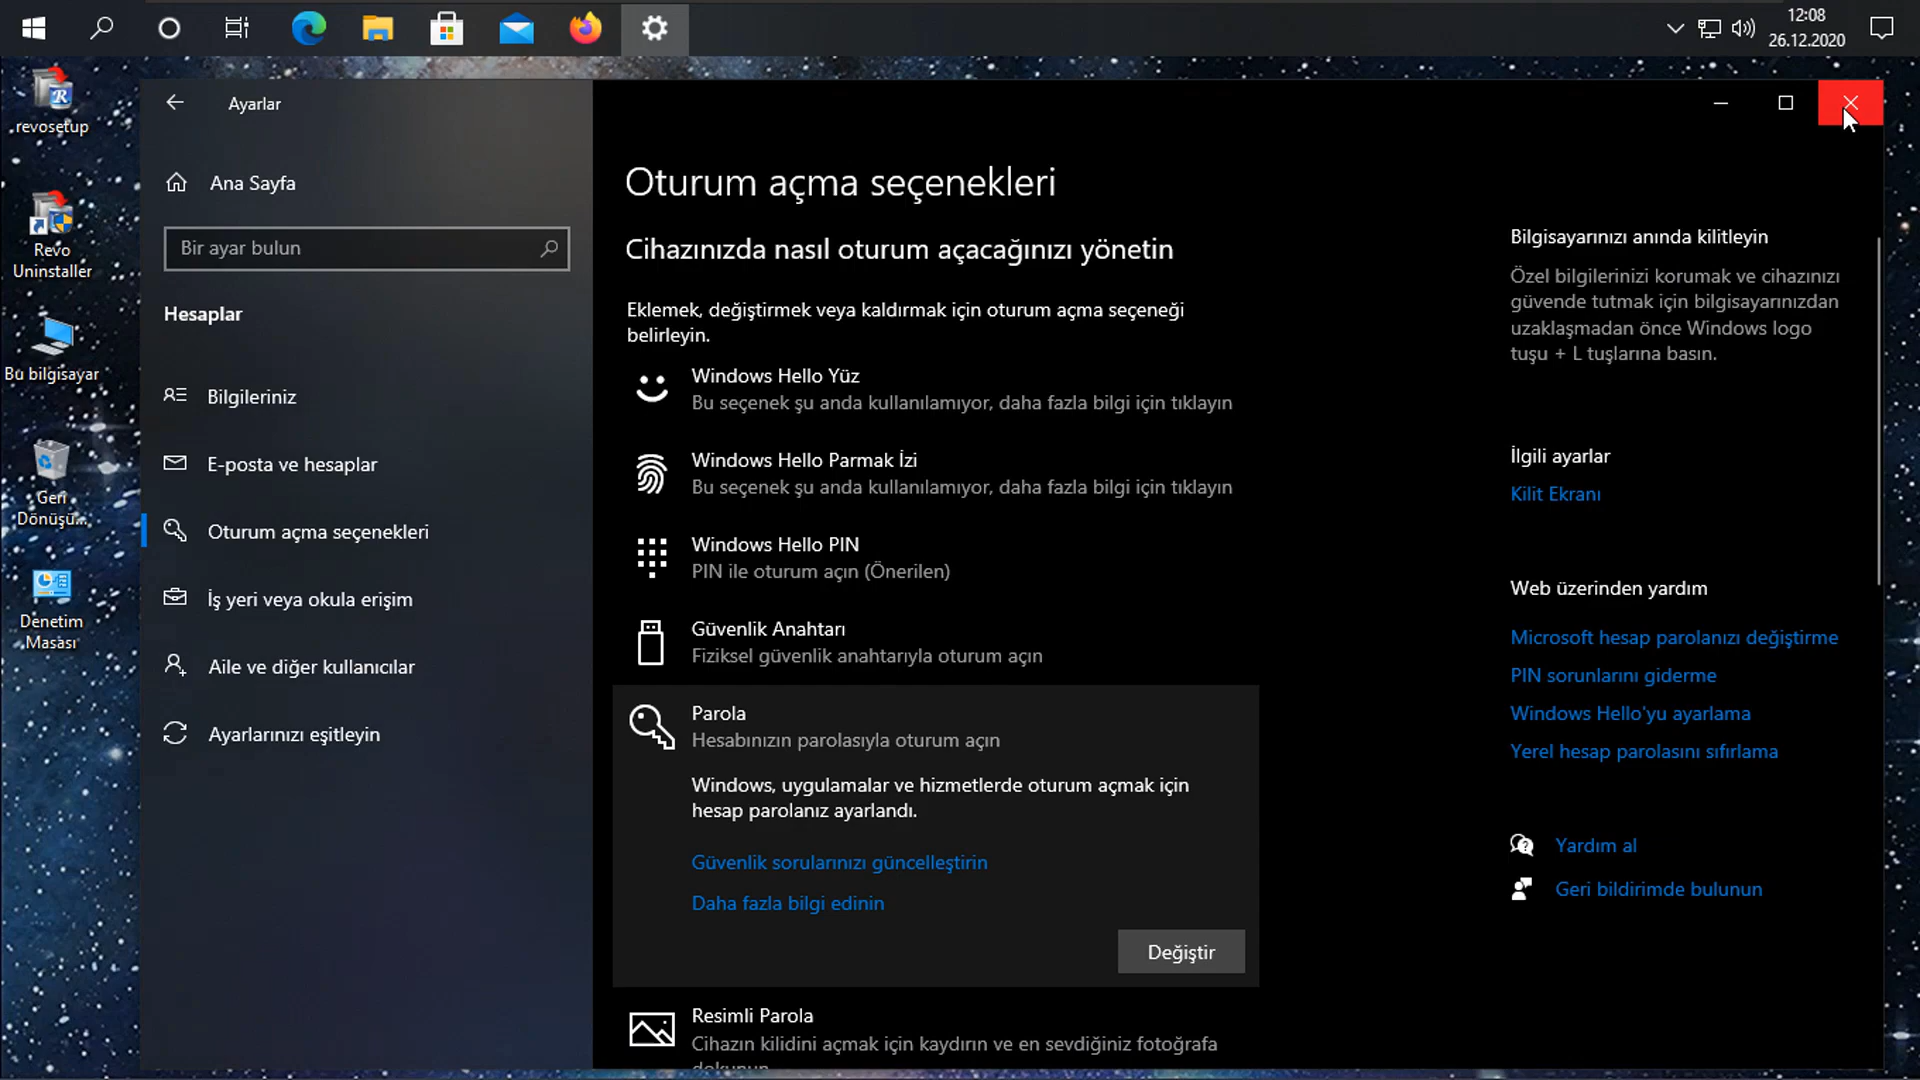 12:08
26.12.2020
revosetup
Revo
Uninstaller
Bu bilgisayar
Geri
Dönüşü...
Denetim
Masası
Ayarlar
Ana Sayfa
Bir ayar bulun
Hesaplar
Bilgileriniz
E-posta ve hesaplar
Oturum açma seçenekleri
İş yeri veya okula erişim
Aile ve diğer kullanıcılar
Ayarlarınızı eşitleyin
Oturum açma seçenekleri
Cihazınızda nasıl oturum açacağınızı yönetin
Eklemek, değiştirmek veya kaldırmak için oturum açma seçeneği
belirleyin.
Windows Hello Yüz
Bu seçenek şu anda kullanılamıyor, daha fazla bilgi için tıklayın
Windows Hello Parmak İzi
Bu seçenek şu anda kullanılamıyor, daha fazla bilgi için tıklayın
Windows Hello PIN
PIN ile oturum açın (Önerilen)
Güvenlik Anahtarı
Fiziksel güvenlik anahtarıyla oturum açın
Parola
Hesabınızın parolasıyla oturum açın
Windows, uygulamalar ve hizmetlerde oturum açmak için
hesap parolanız ayarlandı.
Güvenlik sorularınızı güncelleştirin
Daha fazla bilgi edinin
Değiştir
Resimli Parola
Cihazın kilidini açmak için kaydırın ve en sevdiğiniz fotoğrafa
dokunun
Bilgisayarınızı anında kilitleyin
Özel bilgilerinizi korumak ve cihazınızı
güvende tutmak için bilgisayarınızdan
uzaklaşmadan önce Windows logo
tuşu + L tuşlarına basın.
İlgili ayarlar
Kilit Ekranı
Web üzerinden yardım
Microsoft hesap parolanızı değiştirme
PIN sorunlarını giderme
Windows Hello'yu ayarlama
Yerel hesap parolasını sıfırlama
Yardım al
Geri bildirimde bulunun